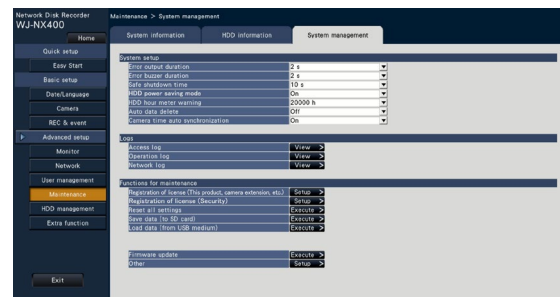 Network Disk Recorder
WJ-NX400
Home
Quick setup
Easy Start
Basic setup
Date/Language
Camera
REC & event
Advanced setup
Monitor
Network
User management
Maintenance
HDD management
Extra function
Exit
Maintenance > System management
System information HDD information System management
System setup
Error output duration 2 s
Error buzzer duration 2 s
Safe shutdown time 10 s
HDD power saving mode On
HDD hour meter warning 20000 h
Auto data delete Off
Camera time auto synchronization On
Logs
Access log View >
Operation log View >
Network log View >
Functions for maintenance
Registration of license (This product, camera extension, etc.) Setup >
Registration of license (Security) Setup >
Reset all settings Execute >
Save data (to SD card) Execute >
Load data (from USB medium) Execute >
Firmware update Execute >
Other Setup >